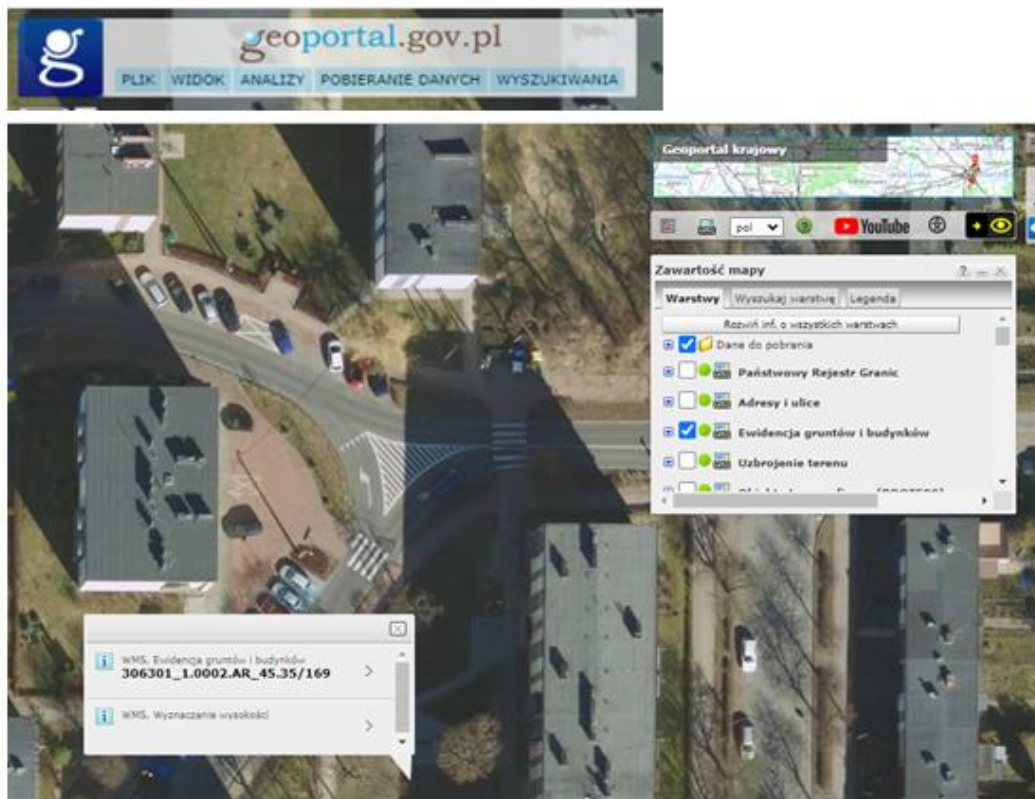 geoportal.gov.pl
PLIK WIDOK ANALIZY POBIERANIE DANYCH WYSZUKIWANIA
Geoportal krajowy
pol YouTube
Zawartość mapy
Warstwy Wyszukaj warstwę Legenda
Rozwiń inf. o wszystkich warstwach
Dane do pobrania
Państwowy Rejestr Granic
Adresy i ulice
Ewidencja gruntów i budynków
Uzbrojenie terenu
WMS. Ewidencja gruntów i budynków
306301_1.0002.AR_45.35/169
WMS. Wyznaczanie wysokości